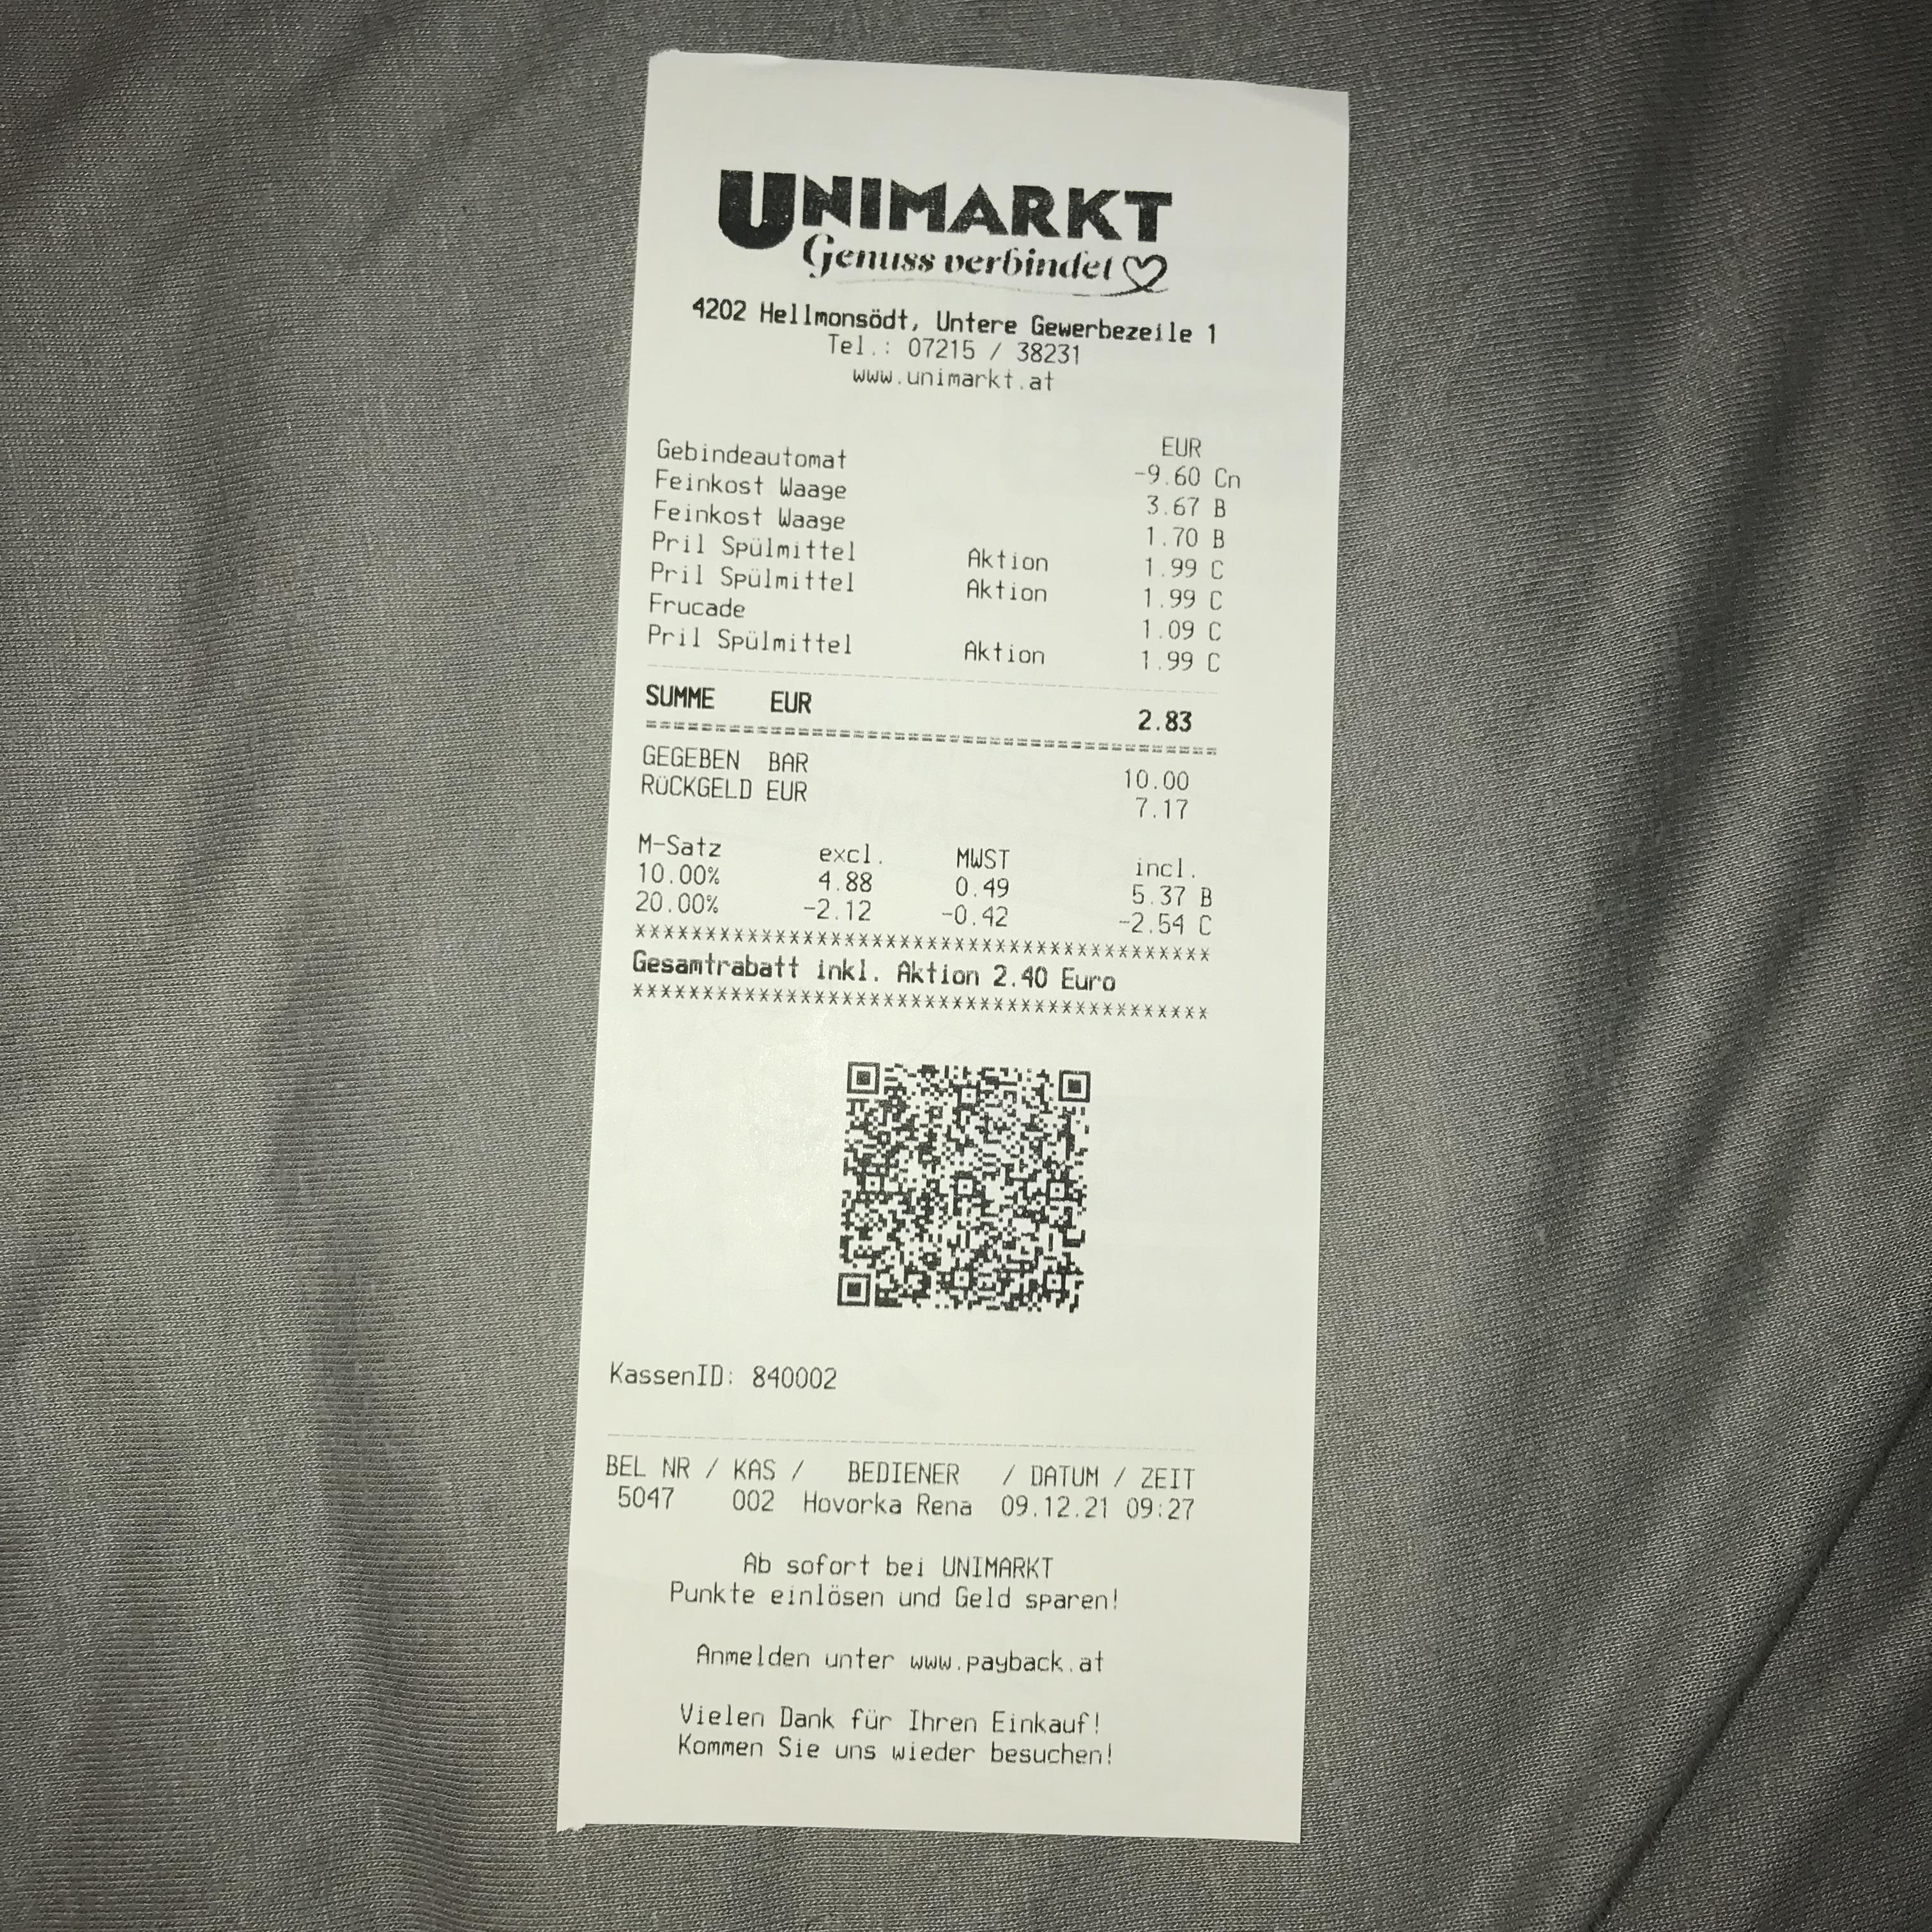 UNIMARKT
Genuss verbindet
4202 Hellmonsödt, Untere Gewerbezeile 1
Tel.: 07215 / 38231
www.unimarkt.at
EUR
Gebindeautomat -9.60 Cn
Feinkost Waage 3.67 B
Feinkost Waage 1.70 B
Pril Spülmittel Aktion 1.99 C
Pril Spülmittel Aktion 1.99 C
Frucade 1.09 C
Pril Spülmittel Aktion 1.99 C
SUMME EUR 2.83
GEGEBEN BAR 10.00
RÜCKGELD EUR 7.17
M-Satz excl. MWST incl.
10.00% 4.88 0.49 5.37 B
20.00% -2.12 -0.42 -2.54 C
******************************************
Gesamtrabatt inkl. Aktion 2.40 Euro
******************************************
KassenID: 840002
BEL NR / KAS / BEDIENER / DATUM / ZEIT
5047 002 Hovorka Rena 09.12.21 09:27
Ab sofort bei UNIMARKT
Punkte einlösen und Geld sparen!
Anmelden unter www.payback.at
Vielen Dank für Ihren Einkauf!
Kommen Sie uns wieder besuchen!